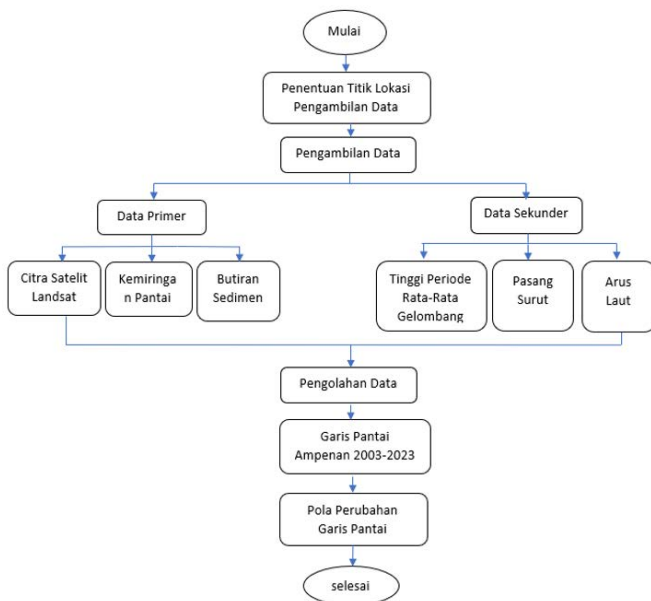 Mulai
Penentuan Titik Lokasi
Pengambilan Data
Pengambilan Data
Data Primer
Data Sekunder
Citra Satelit
Landsat
Kemiringa
n Pantai
Butiran
Sedimen
Tinggi Periode
Rata-Rata
Gelombang
Pasang
Surut
Arus
Laut
Pengolahan Data
Garis Pantai
Ampenan 2003-2023
Pola Perubahan
Garis Pantai
selesai